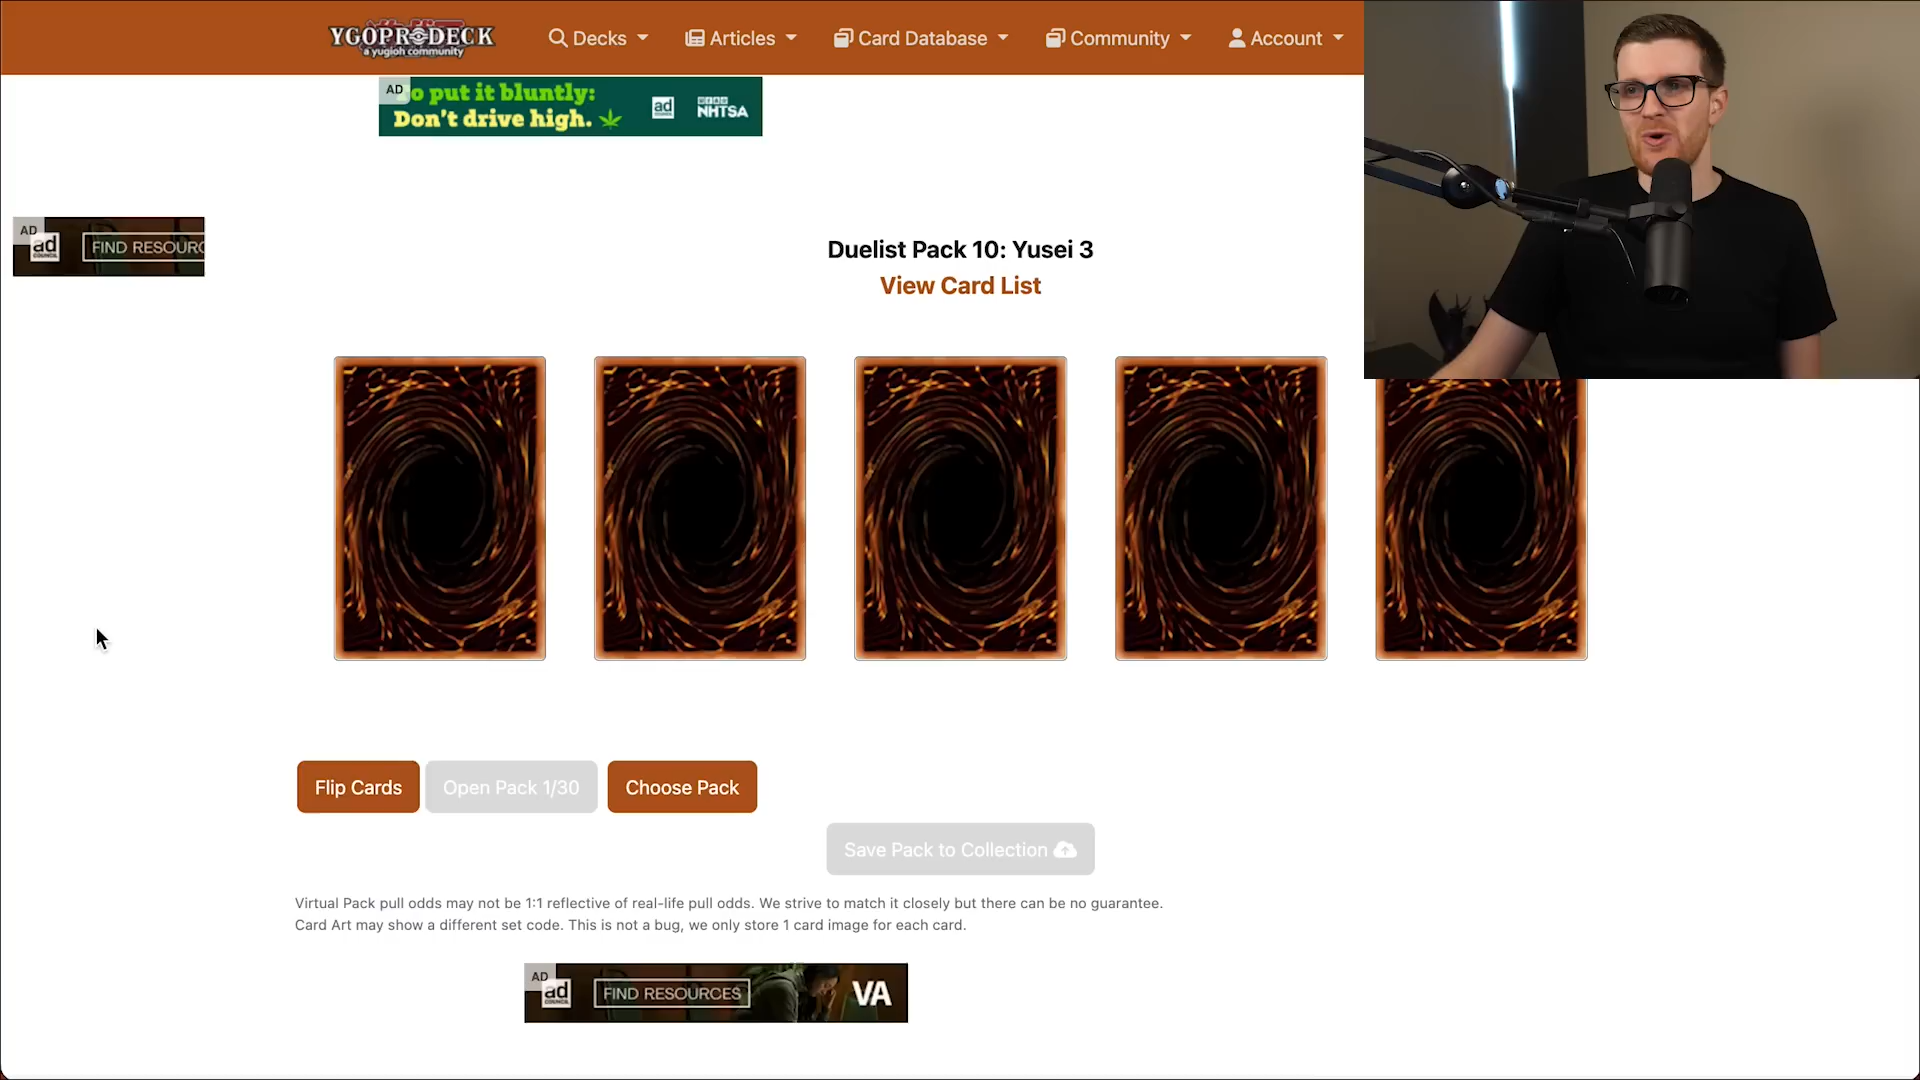 YGOPRODECK
a yugioh community
Decks
Articles
Card Database
Community
Account
AD
o put it bluntly:
Don't drive high.
ad
NHTSA
AD
ad
COUNCIL
FIND RESOURC
Duelist Pack 10: Yusei 3
View Card List
Flip Cards
Open Pack 1/30
Choose Pack
Save Pack to Collection
Virtual Pack pull odds may not be 1:1 reflective of real-life pull odds. We strive to match it closely but there can be no guarantee.
Card Art may show a different set code. This is not a bug, we only store 1 card image for each card.
AD
ad
COUNCIL
FIND RESOURCES
VA